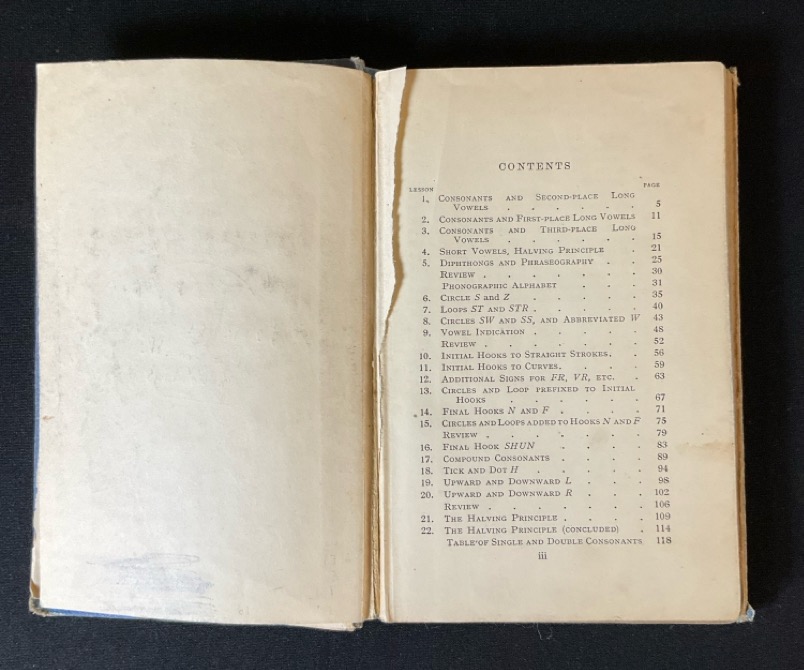 CONTENTS
LESSON PAGE
1. Consonants and Second-place Long
Vowels . . . . . . 5
2. Consonants and First-place Long Vowels 11
3. Consonants and Third-place Long
Vowels . . . . . . 15
4. Short Vowels, Halving Principle . 21
5. Diphthongs and Phraseography . . 25
Review . . . . . . . 30
Phonographic Alphabet . . . 31
6. Circle S and Z . . . . . 35
7. Loops ST and STR . . . . . 40
8. Circles SW and SS, and Abbreviated W 43
9. Vowel Indication . . . . . 48
Review . . . . . . . 52
10. Initial Hooks to Straight Strokes . . 56
11. Initial Hooks to Curves . . . . 59
12. Additional Signs for FR, VR, etc. . 63
13. Circles and Loop prefixed to Initial
Hooks . . . . . . 67
14. Final Hooks N and F . . . . 71
15. Circles and Loops added to Hooks N and F 75
Review . . . . . . . 79
16. Final Hook SHUN . . . . 83
17. Compound Consonants . . . . 89
18. Tick and Dot H . . . . . 94
19. Upward and Downward L . . . 98
20. Upward and Downward R . . . 102
Review . . . . . . . 106
21. The Halving Principle . . . . 109
22. The Halving Principle (concluded) . 114
Table of Single and Double Consonants 118
iii